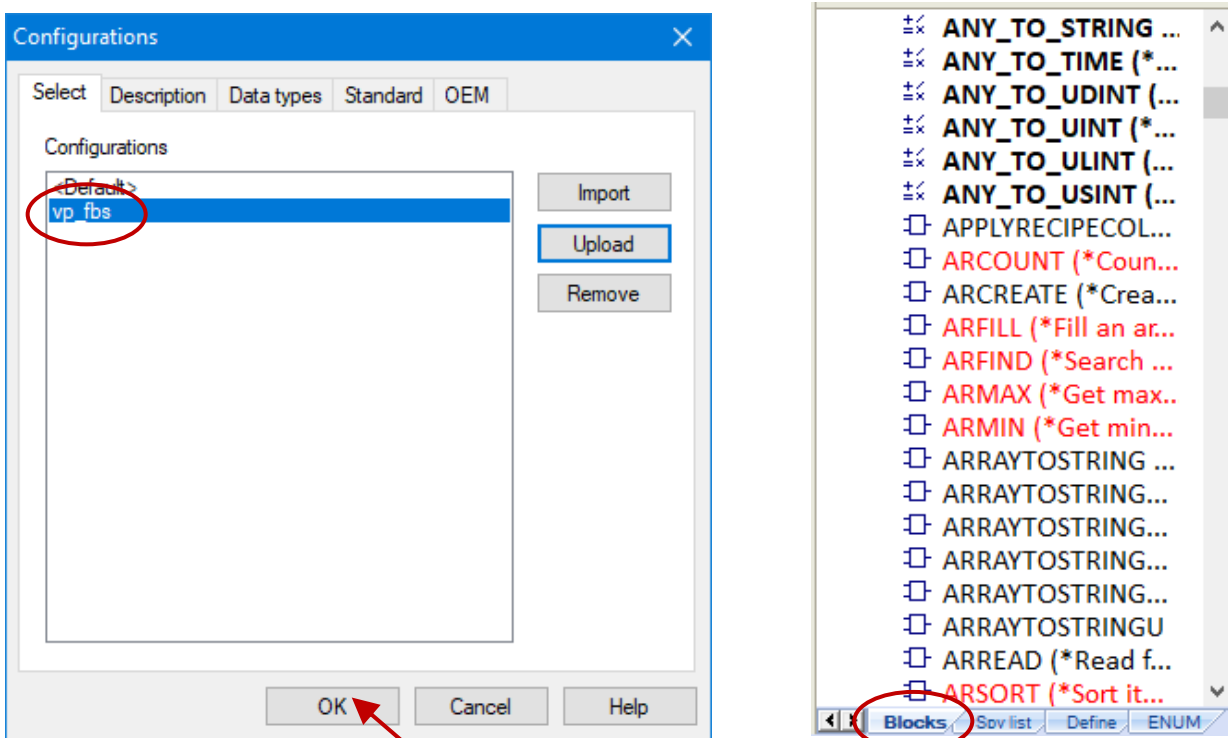 Configurations
Select Description Data types Standard OEM
Configurations
<Default>
vp_fbs
Import
Upload
Remove
OK Cancel Help
ANY_TO_STRING ...
ANY_TO_TIME (*...
ANY_TO_UDINT (...
ANY_TO_UINT (*...
ANY_TO_ULINT (...
ANY_TO_USINT (...
APPLYRECIPECOL...
ARCOUNT (*Coun...
ARCREATE (*Crea...
ARFILL (*Fill an ar...
ARFIND (*Search ...
ARMAX (*Get max..
ARMIN (*Get min...
ARRAYTOSTRING ...
ARRAYTOSTRING...
ARRAYTOSTRING...
ARRAYTOSTRING...
ARRAYTOSTRING...
ARRAYTOSTRINGU
ARREAD (*Read f...
ARSORT (*Sort it...
Blocks Spy list Define ENUM